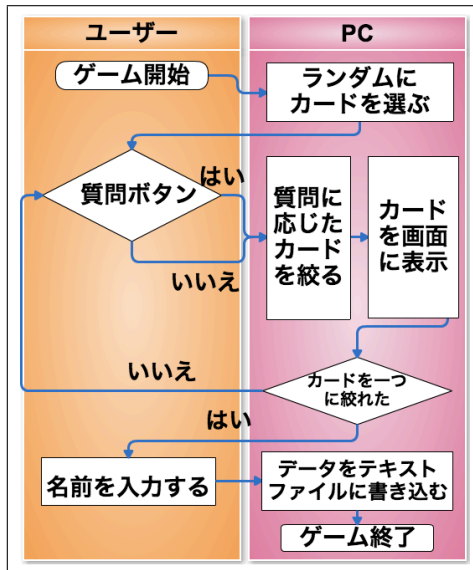 ユーザー
PC
ゲーム開始
ランダムに
カードを選ぶ
質問ボタン
はい
いいえ
質問に
応じた
カード
を絞る
カード
を画面
に表示
カードを一つ
に絞れた
いいえ
はい
名前を入力する
データをテキスト
ファイルに書き込む
ゲーム終了